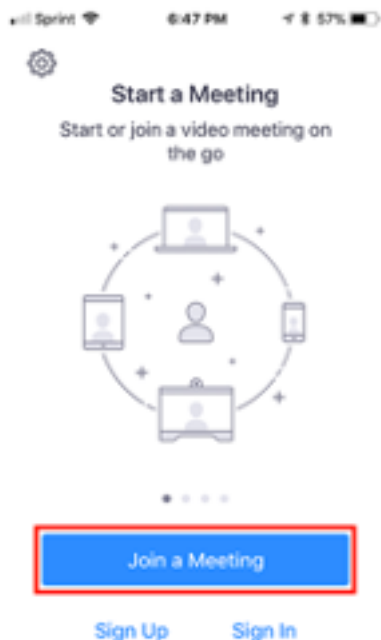 Sprint 6:47 PM 57%
Start a Meeting
Start or join a video meeting on
the go
Join a Meeting
Sign Up Sign In